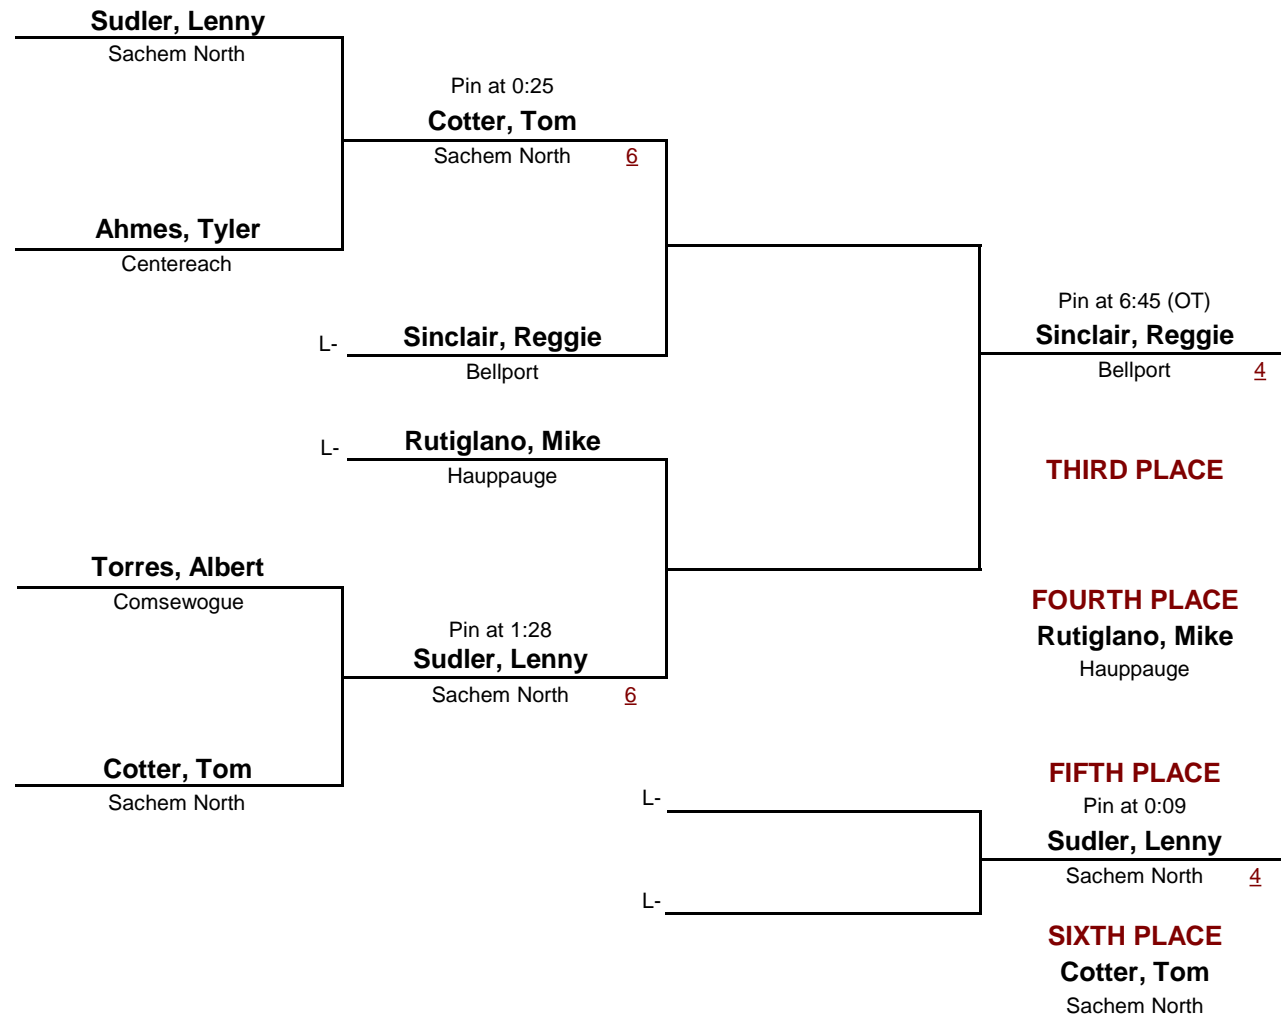 Sudler, Lenny
Sachem North
Pin at 0:25
Cotter, Tom
Sachem North 6
Ahmes, Tyler
Centereach
L- Sinclair, Reggie
Bellport
Pin at 6:45 (OT)
Sinclair, Reggie
Bellport 4
L- Rutiglano, Mike
Hauppauge
THIRD PLACE
Torres, Albert
Comsewogue
FOURTH PLACE
Rutiglano, Mike
Hauppauge
Pin at 1:28
Sudler, Lenny
Sachem North 6
Cotter, Tom
Sachem North
FIFTH PLACE
L-
Pin at 0:09
Sudler, Lenny
Sachem North 4
L-
SIXTH PLACE
Cotter, Tom
Sachem North